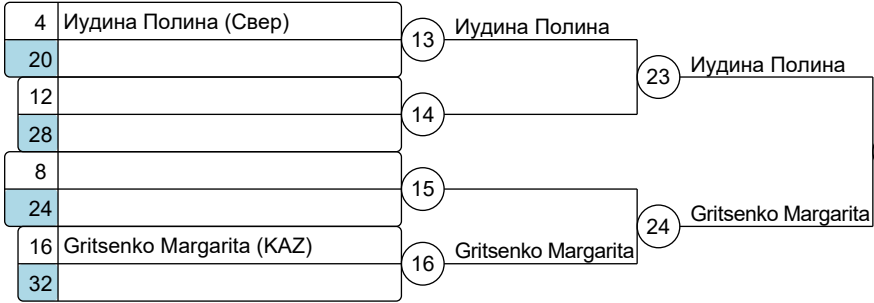 4 Иудина Полина (Свер)
20
13 Иудина Полина
12
28
14
23 Иудина Полина
8
24
15
16 Gritsenko Margarita (KAZ)
32
16 Gritsenko Margarita
24 Gritsenko Margarita